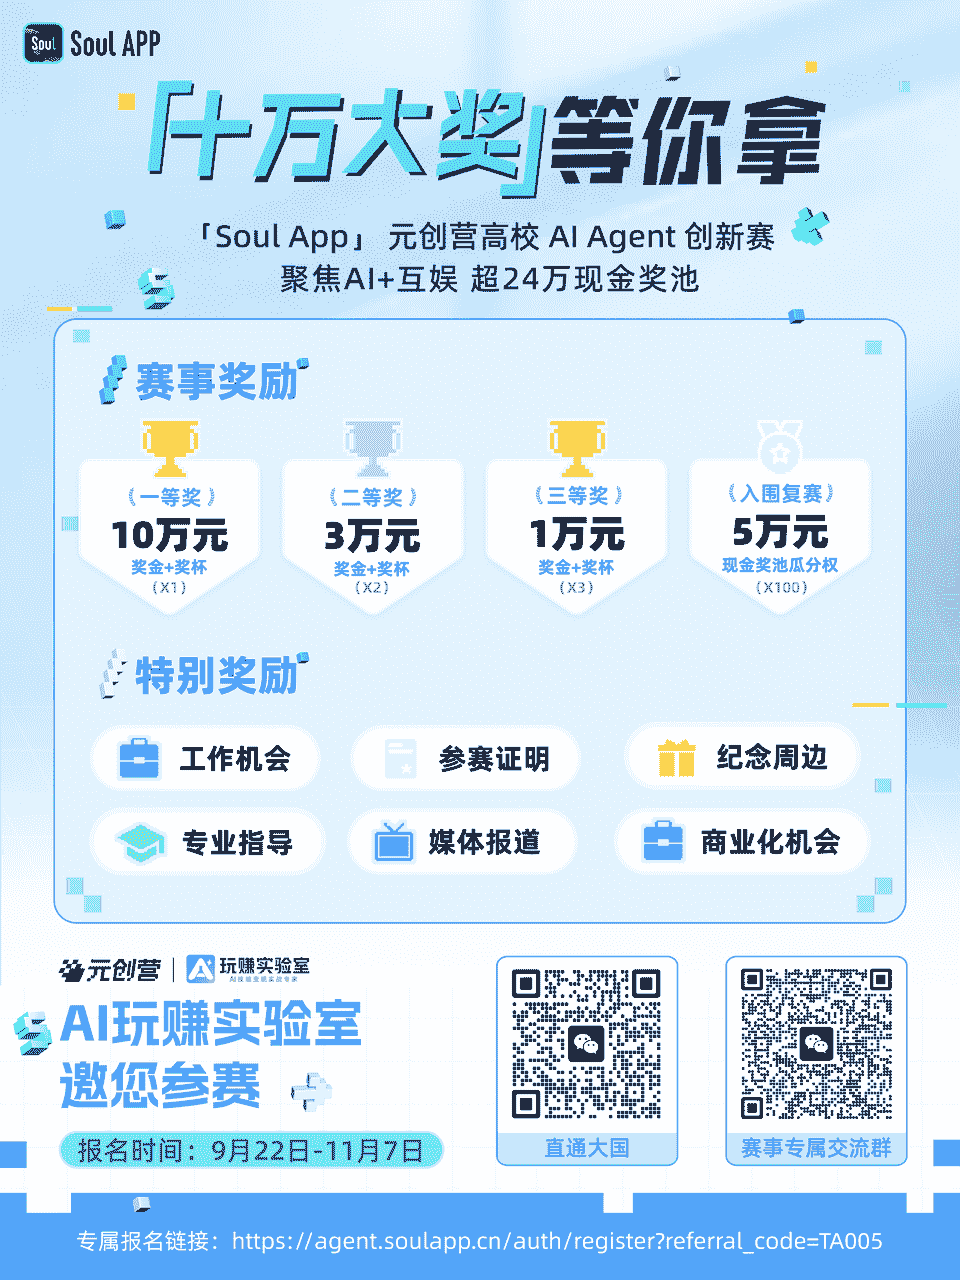 Soul Soul APP
「十万大奖」等你拿
「Soul App」 元创营高校 AI Agent 创新赛
聚焦AI+互娱 超24万现金奖池
赛事奖励
《一等奖》
10万元
奖金+奖杯
(X1)
《二等奖》
3万元
奖金+奖杯
(X2)
《三等奖》
1万元
奖金+奖杯
(X3)
《入围复赛》
5万元
现金奖池瓜分权
(X100)
特别奖励
工作机会
参赛证明
纪念周边
专业指导
媒体报道
商业化机会
元创营 | 玩赚实验室
AI玩赚实验室
邀您参赛
报名时间：9月22日-11月7日
直通大国
赛事专属交流群
专属报名链接：https://agent.soulapp.cn/auth/register?referral_code=TA005